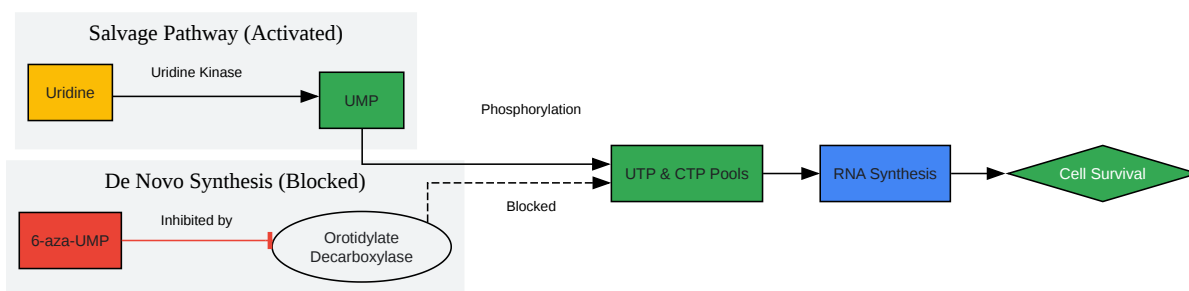 Salvage Pathway (Activated)
Uridine
Uridine Kinase
UMP
Phosphorylation
De Novo Synthesis (Blocked)
6-aza-UMP
Inhibited by
Orotidylate
Decarboxylase
Blocked
UTP & CTP Pools
RNA Synthesis
Cell Survival